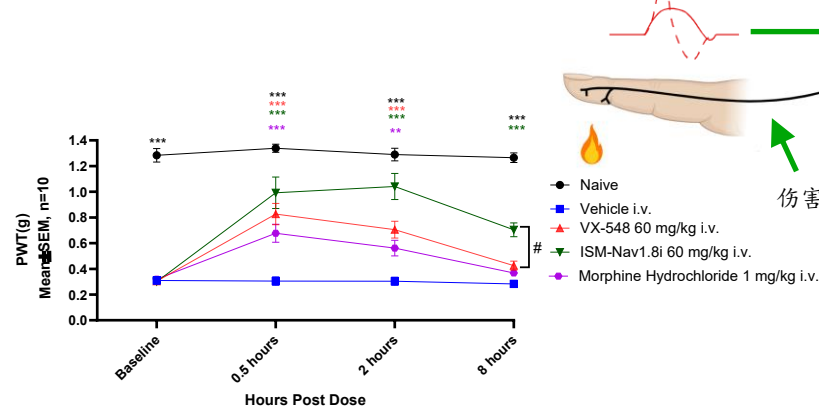 ***
***
***
***
***
***
***
***
**
***
***
1.4
1.2
1.0
0.8
0.6
0.4
0.2
0.0
PWT(g)
Mean SEM, n=10
Baseline
0.5 hours
2 hours
8 hours
Hours Post Dose
#
Naive
Vehicle i.v.
VX-548 60 mg/kg i.v.
ISM-Nav1.8i 60 mg/kg i.v.
Morphine Hydrochloride 1 mg/kg i.v.
伤害